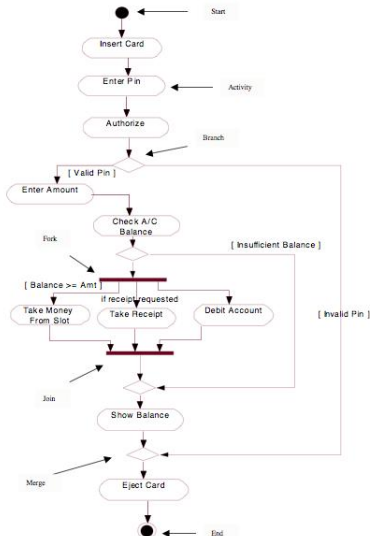 Start
Insert Card
Enter Pin
Activity
Authorize
Branch
[ Valid Pin ]
Enter Amount
Check A/C
Balance
Fork
[ Insufficient Balance ]
[ Balance >= Amt ]
if receipt requested
Take Money
From Slot
Take Receipt
Debit Account
[ Invalid Pin ]
Join
Show Balance
Merge
Eject Card
End